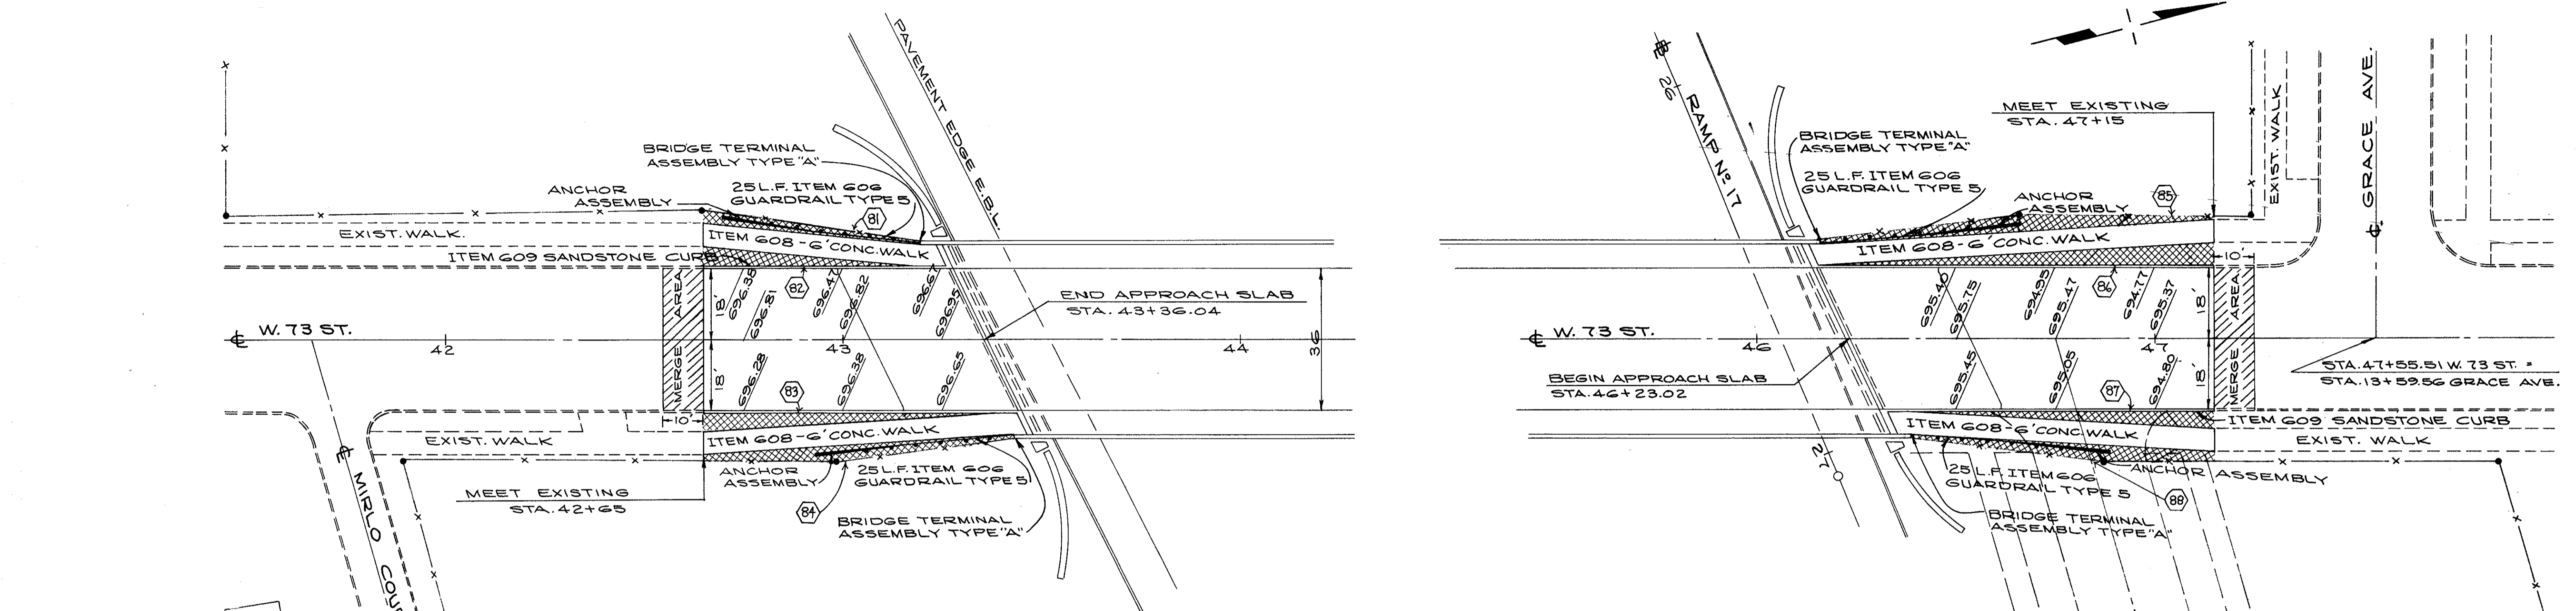 PAVEMENT EDGE E.B.L.
BRIDGE TERMINAL
ASSEMBLY TYPE "A"
ANCHOR
ASSEMBLY
25 L.F. ITEM 606
GUARDRAIL TYPE 5
81
EXIST. WALK.
ITEM 608-6' CONC. WALK
ITEM 609 SANDSTONE CURB
82
MERGE AREA
18'
18'
696.38
696.81
696.47
696.82
696.67
END APPROACH SLAB
STA. 43+36.04
℄ W. 73 ST.
42
43
44
36
696.28
696.38
696.65
83
10'
EXIST. WALK
ITEM 608-6' CONC. WALK
ANCHOR
ASSEMBLY
25 L.F. ITEM 606
GUARDRAIL TYPE 5
MEET EXISTING
STA. 42+65
84
BRIDGE TERMINAL
ASSEMBLY TYPE "A"
℄ MIRLO
26
RAMP Nº 17
MEET EXISTING
STA. 47+15
BRIDGE TERMINAL
ASSEMBLY TYPE "A"
25 L.F. ITEM 606
GUARDRAIL TYPE 5
ANCHOR
ASSEMBLY
85
EXIST. WALK
℄ GRACE AVE.
ITEM 608-6' CONC. WALK
10'
86
695.40
695.75
694.95
695.47
694.77
695.37
18'
18'
MERGE AREA
℄ W. 73 ST.
46
47
STA. 47+55.51 W. 73 ST. =
STA. 13+59.56 GRACE AVE.
BEGIN APPROACH SLAB
STA. 46+23.02
695.45
695.05
694.80
87
ITEM 609 SANDSTONE CURB
ITEM 608-6' CONC. WALK
EXIST. WALK
22
25 L.F. ITEM 606
GUARDRAIL TYPE 5
ANCHOR ASSEMBLY
88
BRIDGE TERMINAL
ASSEMBLY TYPE "A"